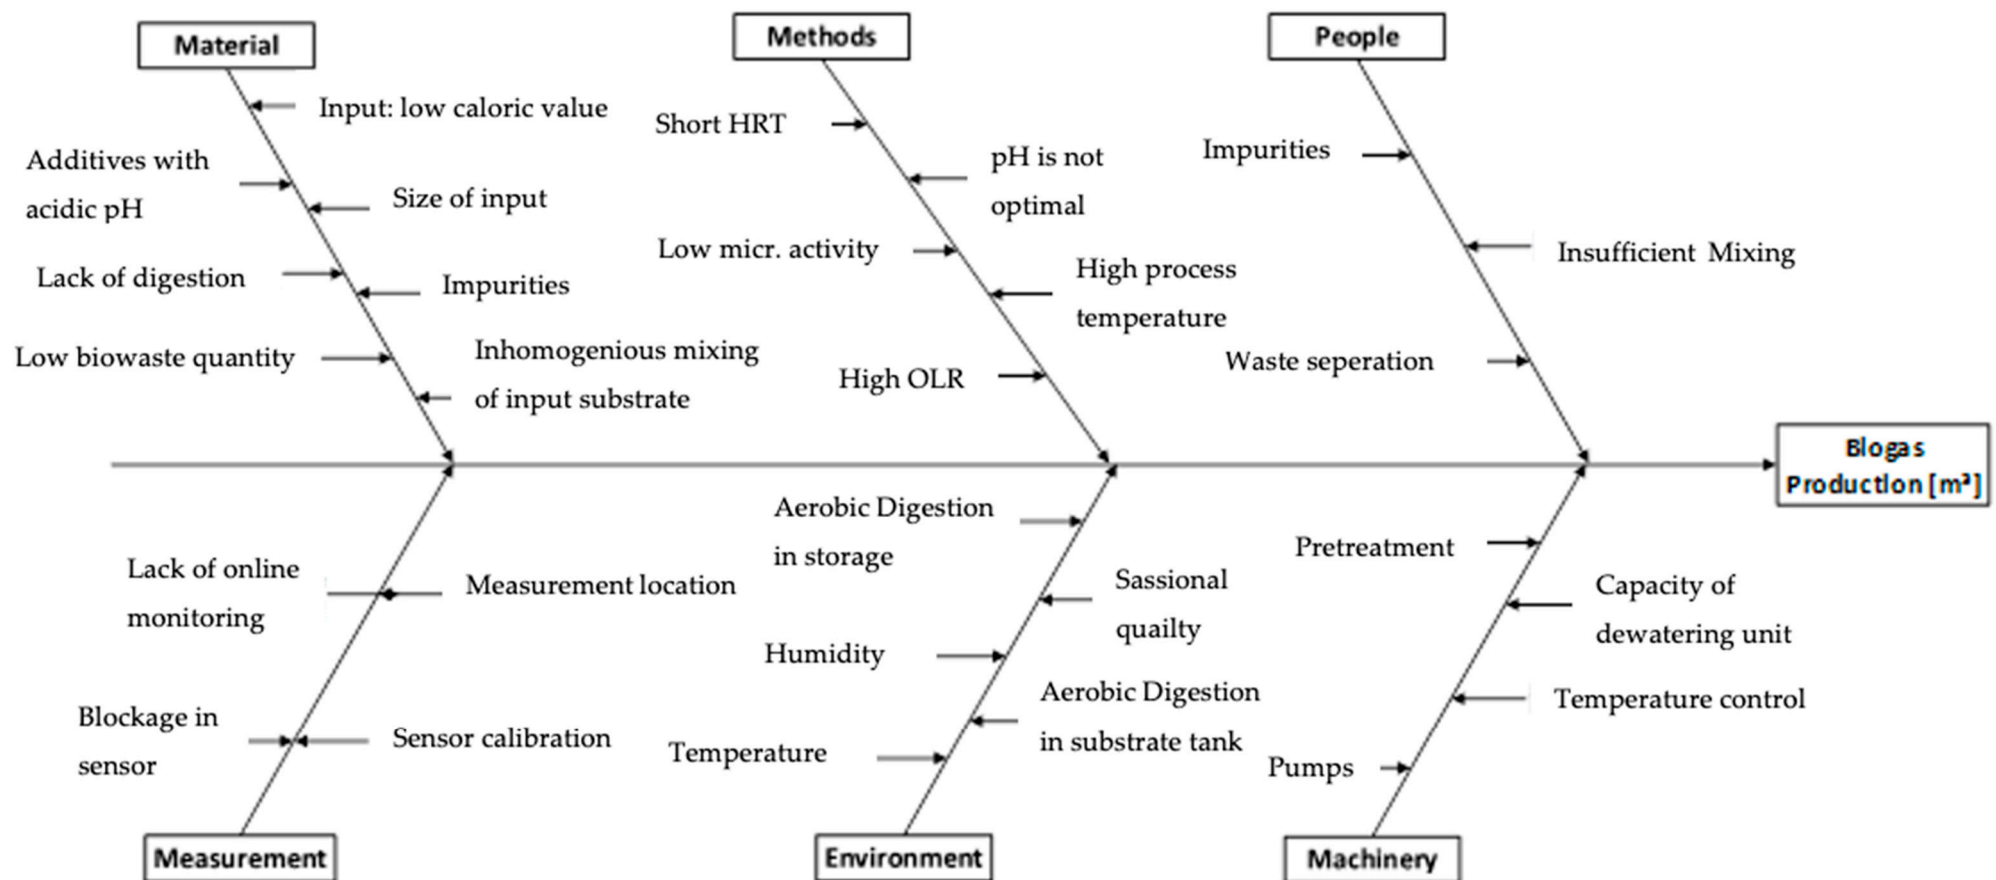 Material
Methods
People
Input: low caloric value
Additives with
acidic pH
Size of input
Lack of digestion
Impurities
Low biowaste quantity
Inhomogenious mixing
of input substrate
Short HRT
pH is not
optimal
Low micr. activity
High process
temperature
High OLR
Impurities
Insufficient Mixing
Waste seperation
Biogas
Production [m³]
Lack of online
monitoring
Measurement location
Blockage in
sensor
Sensor calibration
Aerobic Digestion
in storage
Sassional
quailty
Humidity
Aerobic Digestion
in substrate tank
Temperature
Pretreatment
Capacity of
dewatering unit
Temperature control
Pumps
Measurement
Environment
Machinery